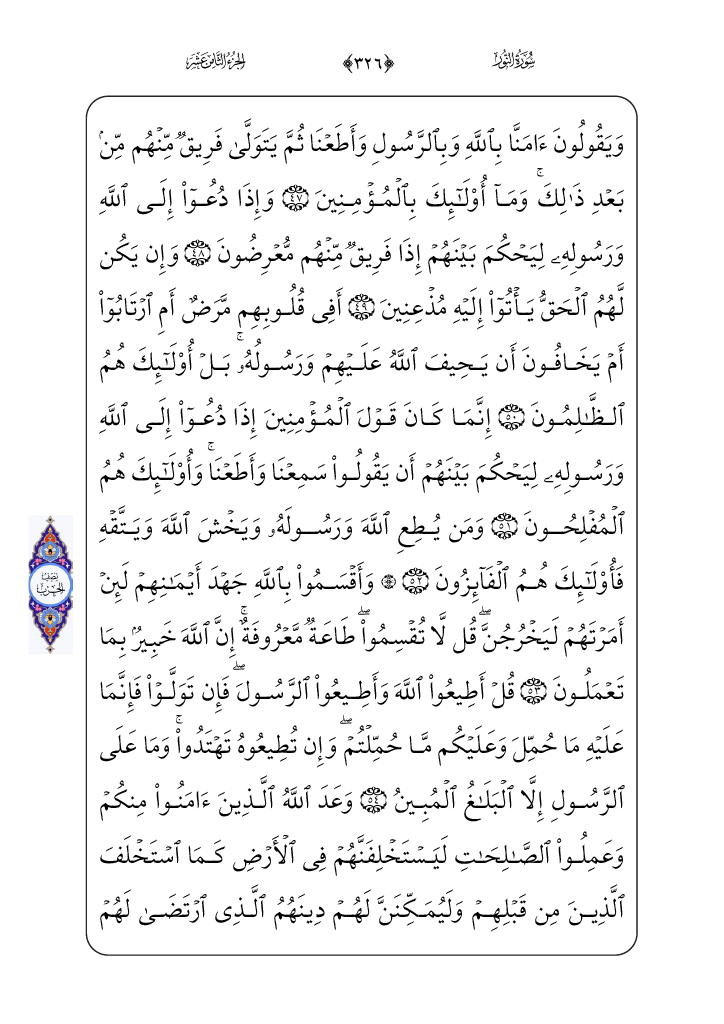 سُورَةُ النُّورِ ﴿٣٢٦﴾ الجُزْءُ الثَّامِنَ عَشَرَ
وَيَقُولُونَ ءَامَنَّا بِٱللَّهِ وَبِٱلرَّسُولِ وَأَطَعۡنَا ثُمَّ يَتَوَلَّىٰ فَرِيقٞ مِّنۡهُم مِّنۢ
بَعۡدِ ذَٰلِكَۚ وَمَآ أُوْلَٰٓئِكَ بِٱلۡمُؤۡمِنِينَ ٤٧ وَإِذَا دُعُوٓاْ إِلَى ٱللَّهِ
وَرَسُولِهِۦ لِيَحۡكُمَ بَيۡنَهُمۡ إِذَا فَرِيقٞ مِّنۡهُم مُّعۡرِضُونَ ٤٨ وَإِن يَكُن
لَّهُمُ ٱلۡحَقُّ يَأۡتُوٓاْ إِلَيۡهِ مُذۡعِنِينَ ٤٩ أَفِي قُلُوبِهِم مَّرَضٌ أَمِ ٱرۡتَابُوٓاْ
أَمۡ يَخَافُونَ أَن يَحِيفَ ٱللَّهُ عَلَيۡهِمۡ وَرَسُولُهُۥۚ بَلۡ أُوْلَٰٓئِكَ هُمُ
ٱلظَّٰلِمُونَ ٥٠ إِنَّمَا كَانَ قَوۡلَ ٱلۡمُؤۡمِنِينَ إِذَا دُعُوٓاْ إِلَى ٱللَّهِ
وَرَسُولِهِۦ لِيَحۡكُمَ بَيۡنَهُمۡ أَن يَقُولُواْ سَمِعۡنَا وَأَطَعۡنَاۚ وَأُوْلَٰٓئِكَ هُمُ
ٱلۡمُفۡلِحُونَ ٥١ وَمَن يُطِعِ ٱللَّهَ وَرَسُولَهُۥ وَيَخۡشَ ٱللَّهَ وَيَتَّقۡهِ
فَأُوْلَٰٓئِكَ هُمُ ٱلۡفَآئِزُونَ ٥٢ ۞ وَأَقۡسَمُواْ بِٱللَّهِ جَهۡدَ أَيۡمَٰنِهِمۡ لَئِنۡ
نِصْفُ
الحِزْبِ
أَمَرۡتَهُمۡ لَيَخۡرُجُنَّۖ قُل لَّا تُقۡسِمُواْۖ طَاعَةٞ مَّعۡرُوفَةٌۚ إِنَّ ٱللَّهَ خَبِيرُۢ بِمَا
تَعۡمَلُونَ ٥٣ قُلۡ أَطِيعُواْ ٱللَّهَ وَأَطِيعُواْ ٱلرَّسُولَۖ فَإِن تَوَلَّوۡاْ فَإِنَّمَا
عَلَيۡهِ مَا حُمِّلَ وَعَلَيۡكُم مَّا حُمِّلۡتُمۡۖ وَإِن تُطِيعُوهُ تَهۡتَدُواْۚ وَمَا عَلَى
ٱلرَّسُولِ إِلَّا ٱلۡبَلَٰغُ ٱلۡمُبِينُ ٥٤ وَعَدَ ٱللَّهُ ٱلَّذِينَ ءَامَنُواْ مِنكُمۡ
وَعَمِلُواْ ٱلصَّٰلِحَٰتِ لَيَسۡتَخۡلِفَنَّهُمۡ فِي ٱلۡأَرۡضِ كَمَا ٱسۡتَخۡلَفَ
ٱلَّذِينَ مِن قَبۡلِهِمۡ وَلَيُمَكِّنَنَّ لَهُمۡ دِينَهُمُ ٱلَّذِي ٱرۡتَضَىٰ لَهُمۡ